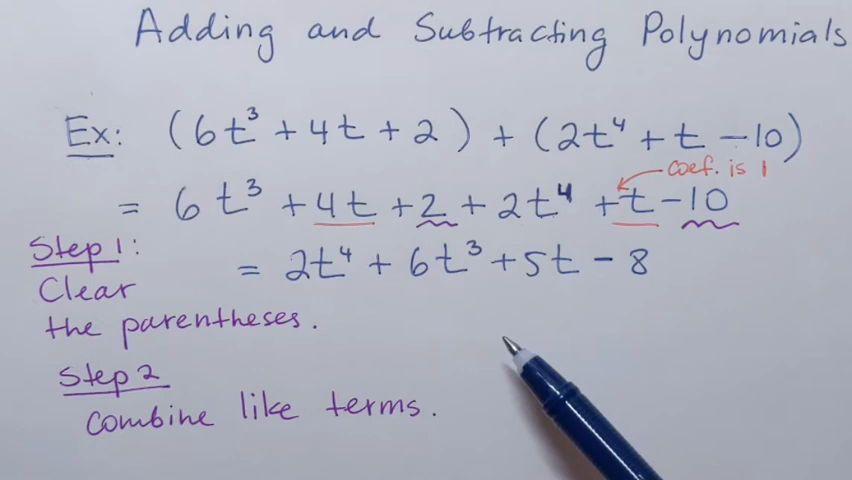 Adding and Subtracting Polynomials
Ex: (6t³ + 4t + 2) + (2t⁴ + t - 10)
coef. is 1
= 6t³ + 4t + 2 + 2t⁴ + t - 10
Step 1:
Clear
the parentheses.
= 2t⁴ + 6t³ + 5t - 8
Step 2
combine like terms.